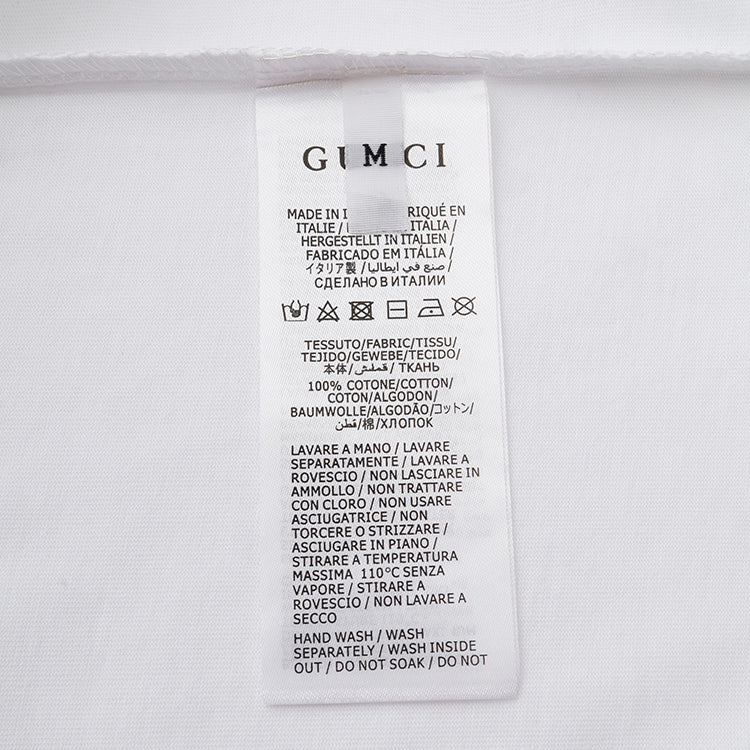 GU
M
CI
MADE IN I RIQUÉ EN
ITALIE / ITALIA /
HERGESTELLT IN ITALIEN /
FABRICADO EM ITÁLIA /
イタリア製 / صنع في ايطاليا /
СДЕЛАНО В ИТАЛИИ
TESSUTO/FABRIC/TISSU/
TEJIDO/GEWEBE/TECIDO/
本体/قملش/ ТКАНЬ
100% COTONE/COTTON/
COTON/ALGODON/
BAUMWOLLE/ALGODÃO/コットン/
قطن/棉/ХЛОПОК
LAVARE A MANO / LAVARE
SEPARATAMENTE / LAVARE A
ROVESCIO / NON LASCIARE IN
AMMOLLO / NON TRATTARE
CON CLORO / NON USARE
ASCIUGATRICE / NON
TORCERE O STRIZZARE /
ASCIUGARE IN PIANO /
STIRARE A TEMPERATURA
MASSIMA 110°C SENZA
VAPORE / STIRARE A
ROVESCIO / NON LAVARE A
SECCO
HAND WASH / WASH
SEPARATELY / WASH INSIDE
OUT / DO NOT SOAK / DO NOT